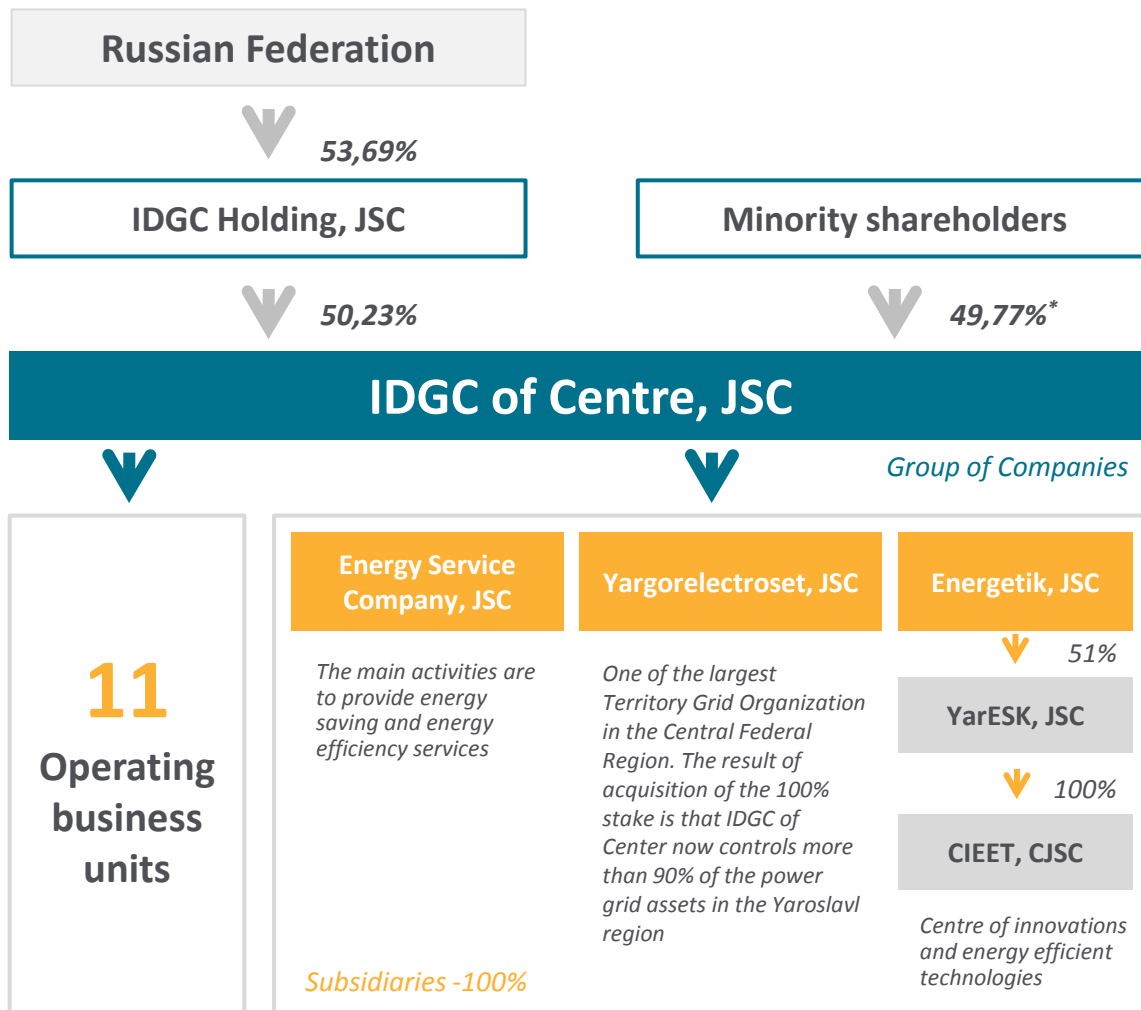 Russian Federation
53,69%
IDGC Holding, JSC
Minority shareholders
50,23%
49,77%*
IDGC of Centre, JSC
Group of Companies
11
Operating
business
units
Energy Service
Company, JSC
The main activities are
to provide energy
saving and energy
efficiency services
Subsidiaries -100%
Yargorelectroset, JSC
One of the largest
Territory Grid Organization
in the Central Federal
Region. The result of
acquisition of the 100%
stake is that IDGC of
Center now controls more
than 90% of the power
grid assets in the Yaroslavl
region
Energetik, JSC
51%
YarESK, JSC
100%
CIEET, CJSC
Centre of innovations
and energy efficient
technologies